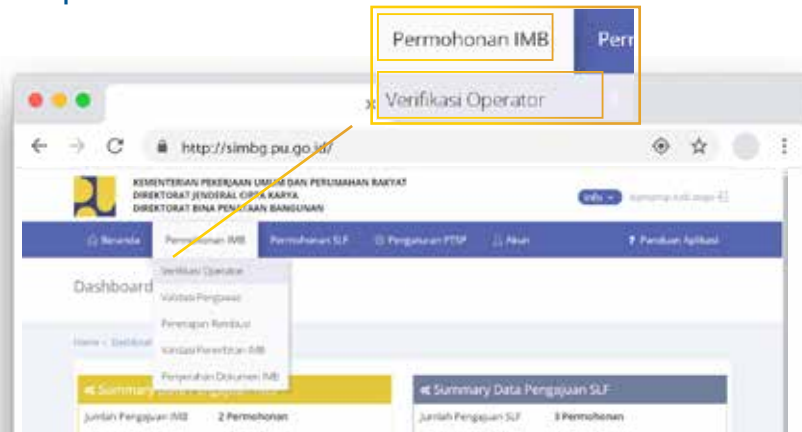 Permohonan IMB
Verifikasi Operator
http://simbg.pu.go.id/
KEMENTERIAN PEKERJAAN UMUM DAN PERUMAHAN RAKYAT
DIREKTORAT JENDERAL CIPTA KARYA
DIREKTORAT BINA PENATAAN BANGUNAN
Info
Beranda Permohonan IMB Permohonan SLF Pengaturan PTSP Akun ? Panduan Aplikasi
Verifikasi Operator
Dashboard
Validasi Pengawas
Penetapan Retribusi
Home
Validasi Penerbitan IMB
Penyerahan Dokumen IMB
Summary Summary Data Pengajuan SLF
Jumlah Pengajuan IMB 2 Permohonan Jumlah Pengajuan SLF 3 Permohonan